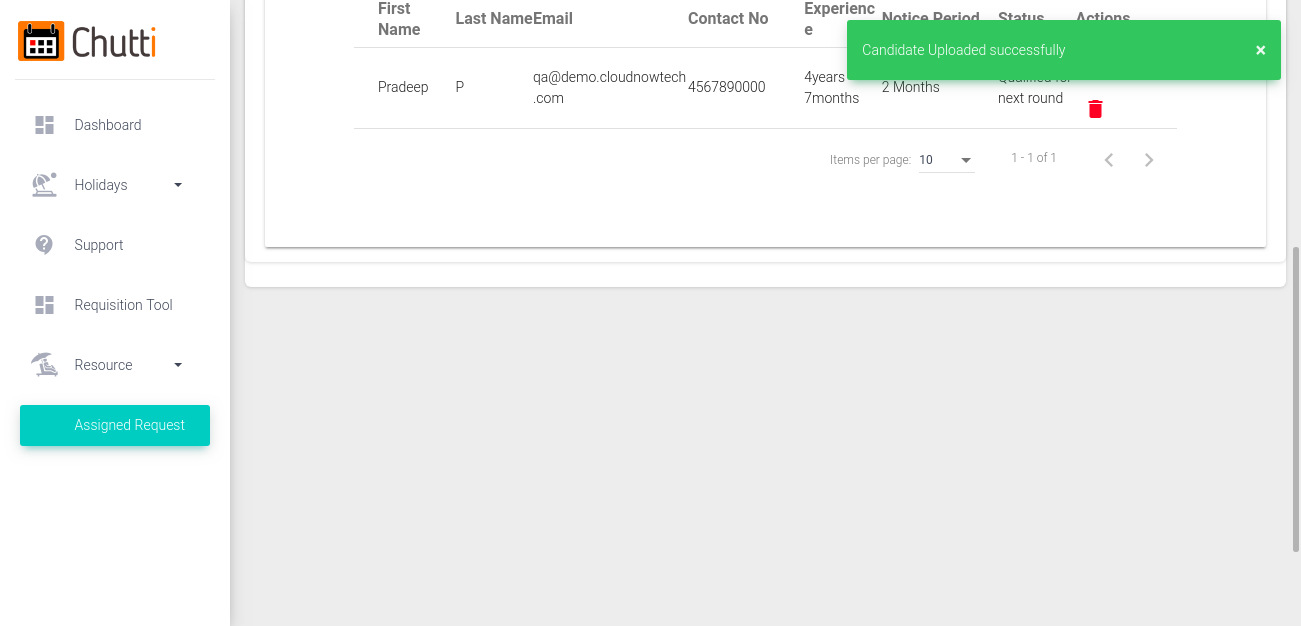 Chutti
Dashboard
Holidays
Support
Requisition Tool
Resource
Assigned Request
First
Name
Last Name
Email
Contact No
Experienc
e
Notice Period
Status
Actions
Candidate Uploaded successfully
×
Pradeep
P
qa@demo.cloudnowtech
.com
4567890000
4years
7months
2 Months
Qualified for
next round
Items per page:
10
1 - 1 of 1